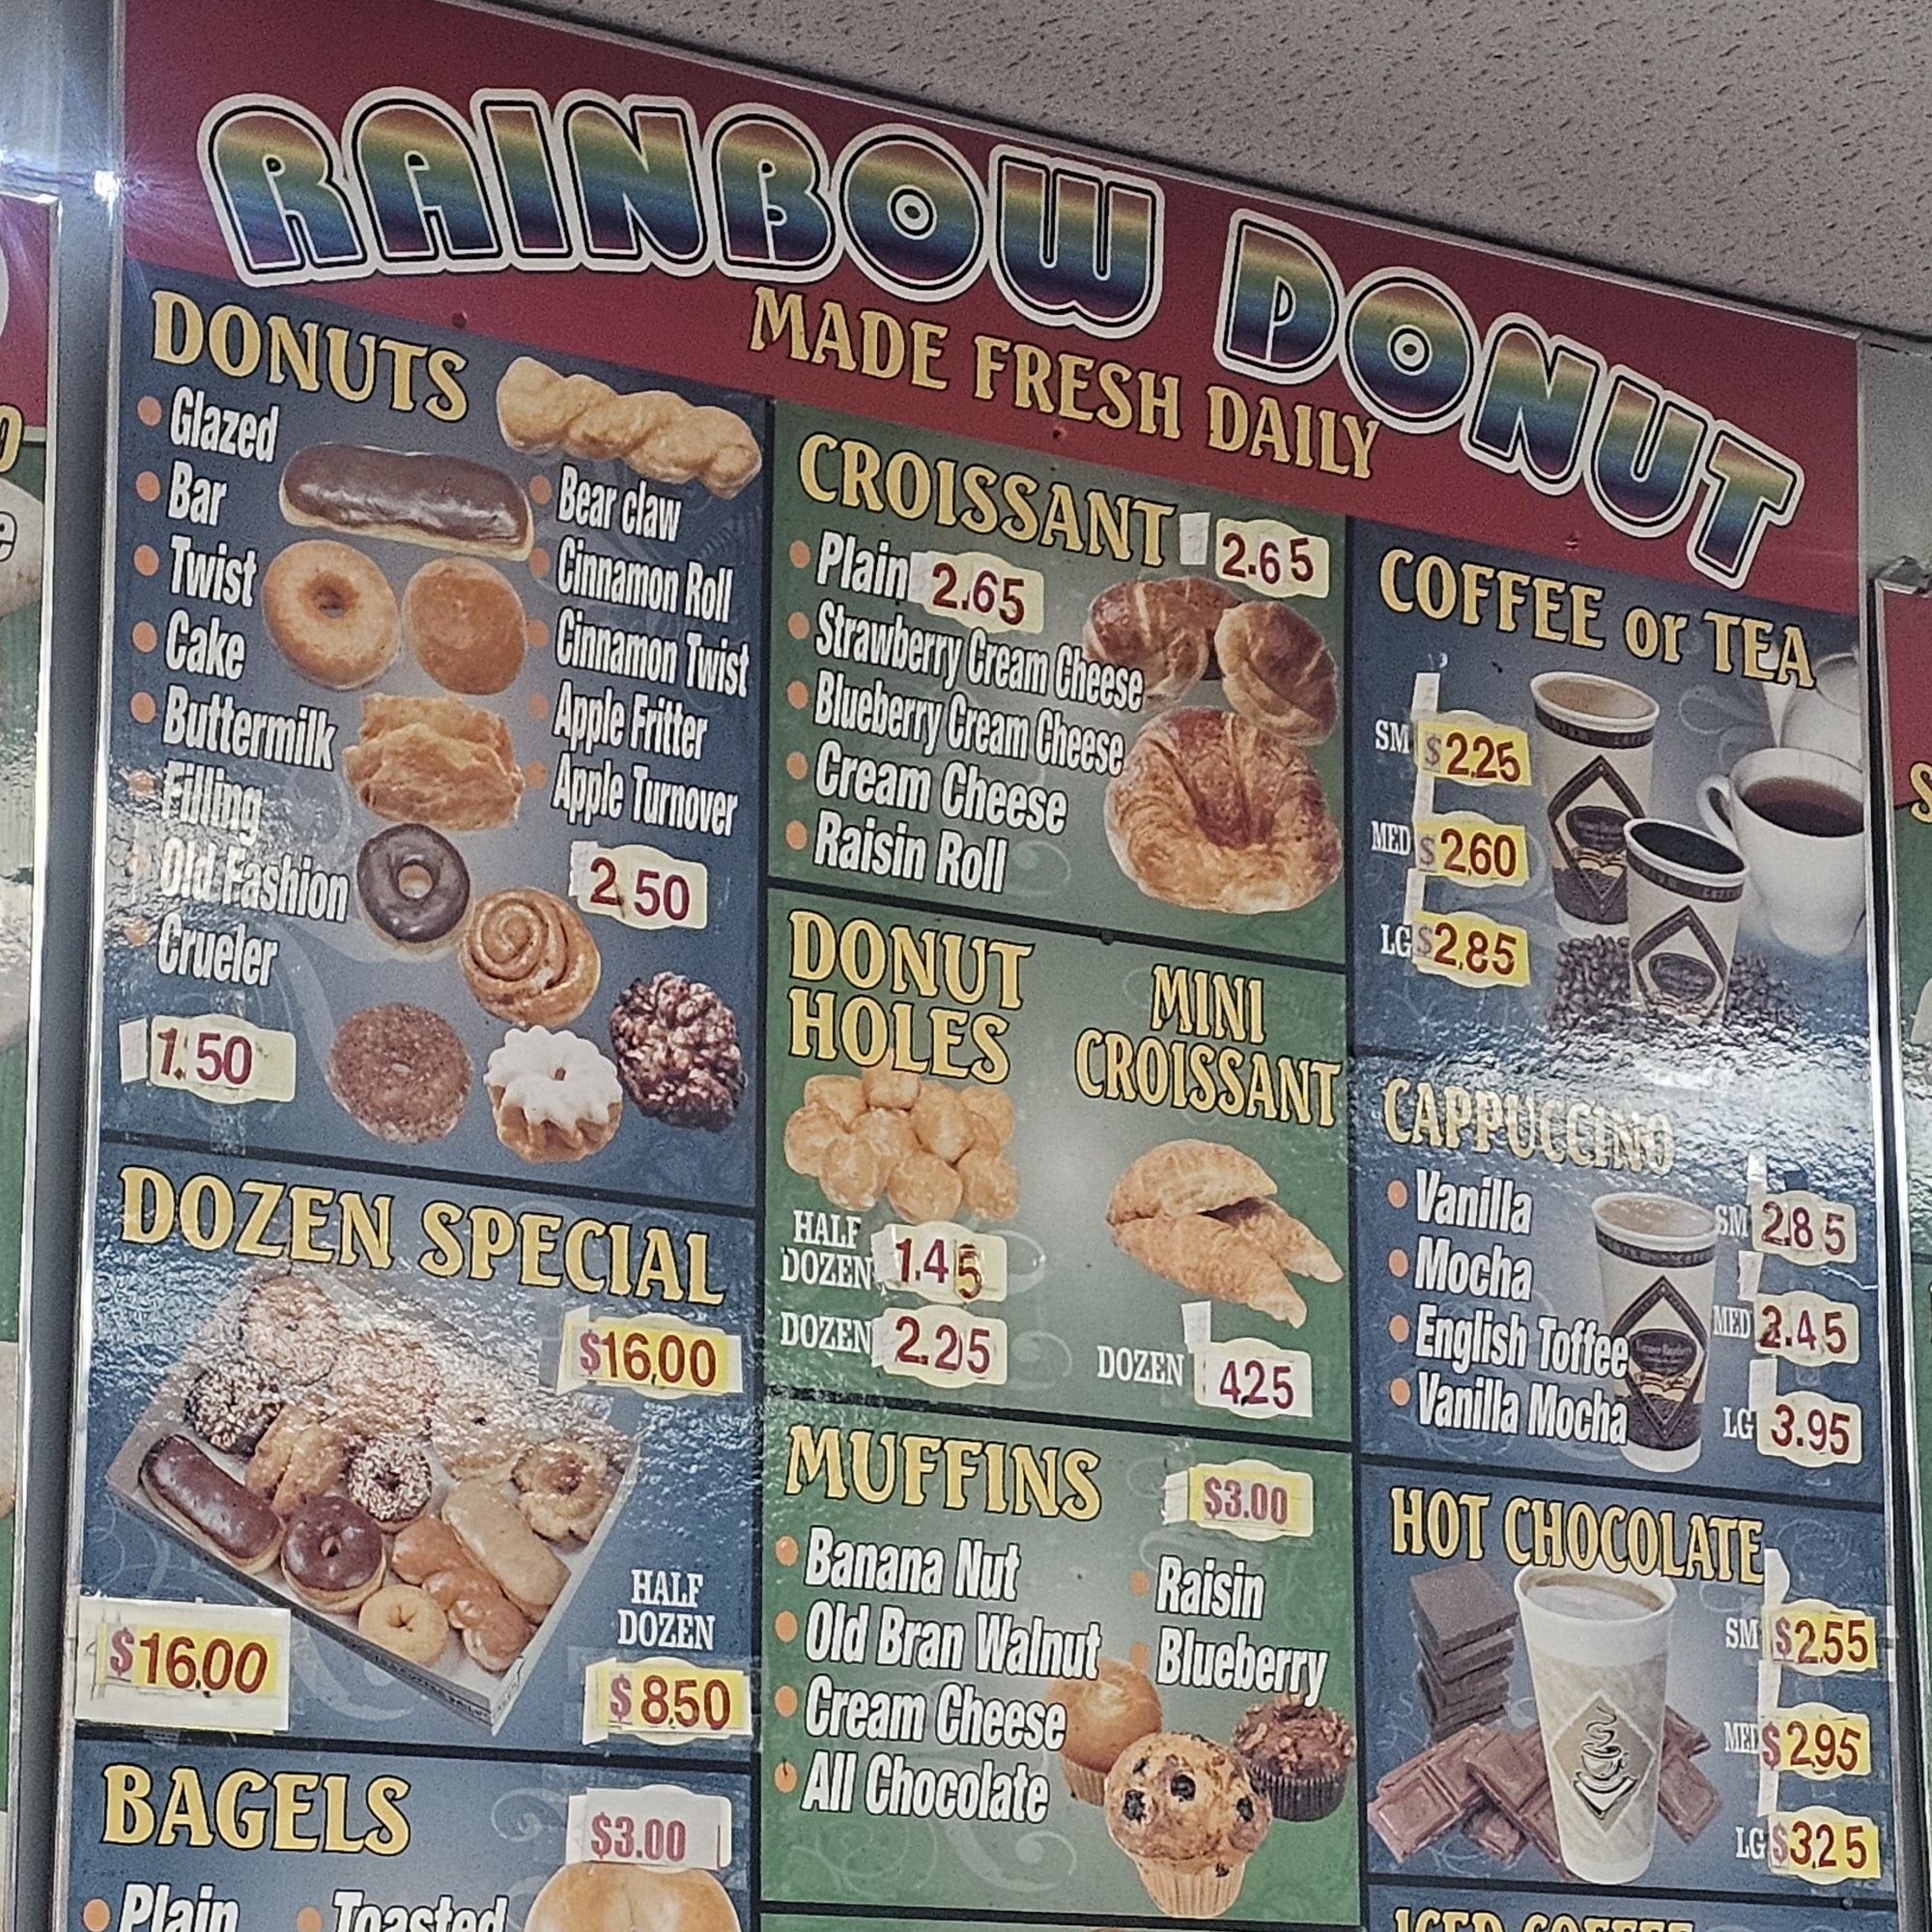 RAINBOW DONUT
MADE FRESH DAILY
DONUTS
Glazed
Bar
Twist
Cake
Buttermilk
Filling
Old Fashion
Crueler
1.50
Bear claw
Cinnamon Roll
Cinnamon Twist
Apple Fritter
Apple Turnover
2.50
DOZEN SPECIAL
$16.00
$16.00
HALF
DOZEN
$8.50
BAGELS
$3.00
Plain
Toasted
CROISSANT 2.65
Plain 2.65
Strawberry Cream Cheese
Blueberry Cream Cheese
Cream Cheese
Raisin Roll
DONUT
HOLES
HALF
DOZEN 1.45
DOZEN 2.25
MINI
CROISSANT
DOZEN 4.25
MUFFINS $3.00
Banana Nut
Old Bran Walnut
Cream Cheese
All Chocolate
Raisin
Blueberry
COFFEE or TEA
SM $2.25
MED $2.60
LG $2.85
CAPPUCCINO
Vanilla
Mocha
English Toffee
Vanilla Mocha
SM 2.85
MED 2.45
LG 3.95
HOT CHOCOLATE
SM $2.55
MED $2.95
LG $3.25
ICED COFFEE